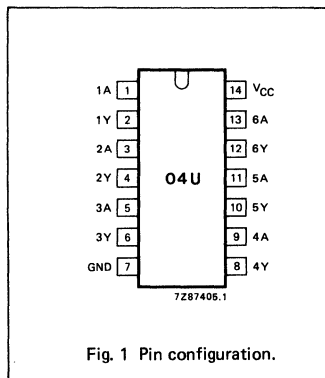 1A 1 14 VCC
1Y 2 13 6A
2A 3 12 6Y
2Y 4 04U 11 5A
3A 5 10 5Y
3Y 6 9 4A
GND 7 8 4Y
7Z87405.1
Fig. 1 Pin configuration.